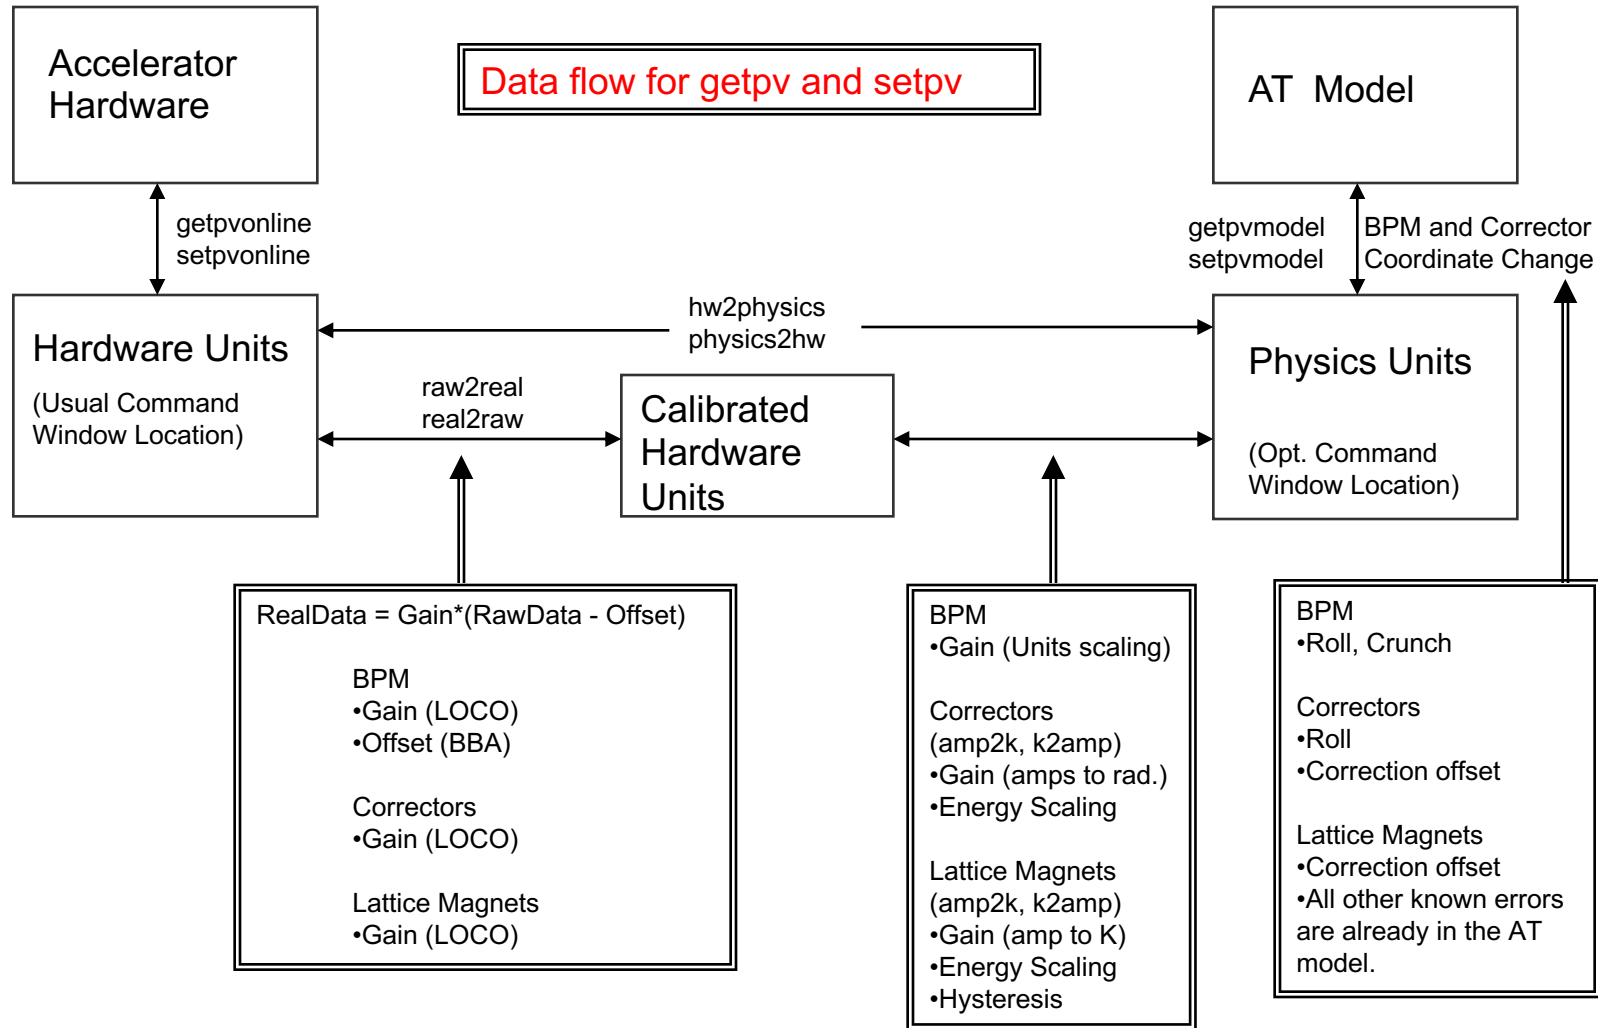 Accelerator
Hardware
Data flow for getpv and setpv
AT Model
getpvonline
setpvonline
getpvmodel
setpvmodel
BPM and Corrector
Coordinate Change
Hardware Units
(Usual Command
Window Location)
hw2physics
physics2hw
raw2real
real2raw
Calibrated
Hardware
Units
Physics Units
(Opt. Command
Window Location)
RealData = Gain*(RawData - Offset)
BPM
•Gain (LOCO)
•Offset (BBA)
Correctors
•Gain (LOCO)
Lattice Magnets
•Gain (LOCO)
BPM
•Gain (Units scaling)
Correctors
(amp2k, k2amp)
•Gain (amps to rad.)
•Energy Scaling
Lattice Magnets
(amp2k, k2amp)
•Gain (amp to K)
•Energy Scaling
•Hysteresis
BPM
•Roll, Crunch
Correctors
•Roll
•Correction offset
Lattice Magnets
•Correction offset
•All other known errors
are already in the AT
model.